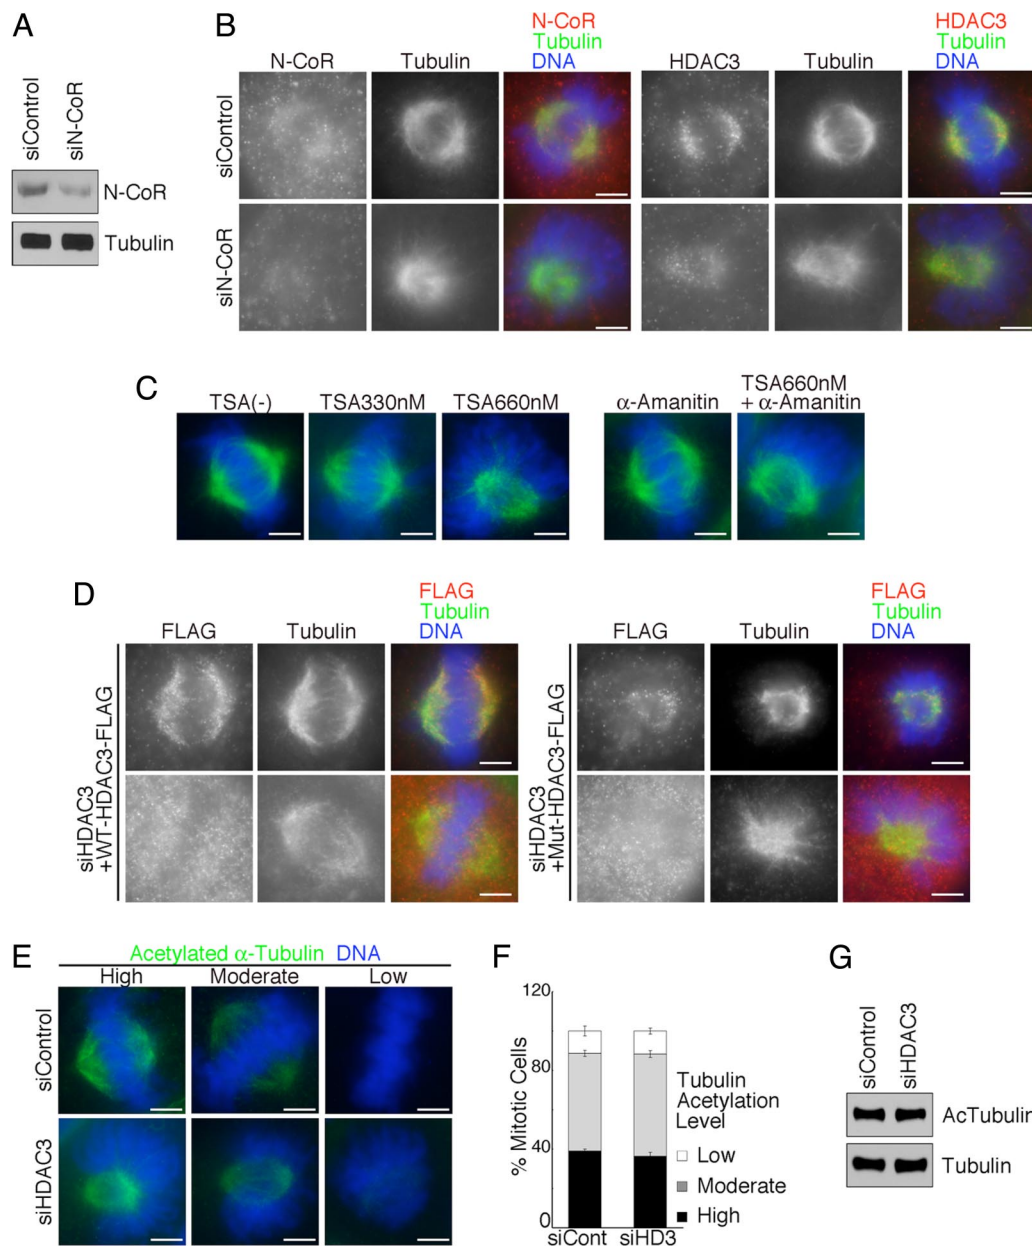 A
siControl
siN-CoR
N-CoR
Tubulin
B
N-CoR
Tubulin
N-CoR
Tubulin
DNA
HDAC3
Tubulin
HDAC3
Tubulin
DNA
siControl
siN-CoR
C
TSA(-)
TSA330nM
TSA660nM
α-Amanitin
TSA660nM
+ α-Amanitin
D
FLAG
Tubulin
FLAG
Tubulin
DNA
siHDAC3
+WT-HDAC3-FLAG
FLAG
Tubulin
FLAG
Tubulin
DNA
siHDAC3
+Mut-HDAC3-FLAG
E
Acetylated α-Tubulin DNA
High Moderate Low
siControl
siHDAC3
F
% Mitotic Cells
120
80
40
0
siCont siHD3
Tubulin
Acetylation
Level
Low
Moderate
High
G
siControl
siHDAC3
AcTubulin
Tubulin